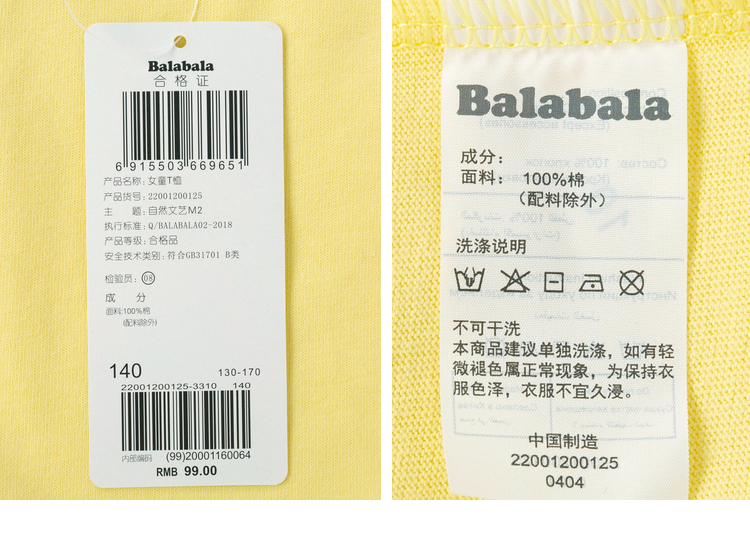 Balabala
合格证
6 915503 669651
产品名称: 女童T恤
产品货号: 22001200125
主 题: 自然文艺M2
执行标准: Q/BALABALA02-2018
产品等级: 合格品
安全技术类别: 符合GB31701 B类
检验员: 08
成 分
面料:100%棉
(配料除外)
140 130-170
22001200125-3310 140
内部编码 (99)20001160064
RMB 99.00
Balabala
成分:
面料: 100%棉
(配料除外)
洗涤说明
不可干洗
本商品建议单独洗涤,如有轻
微褪色属正常现象,为保持衣
服色泽,衣服不宜久浸。
中国制造
22001200125
0404